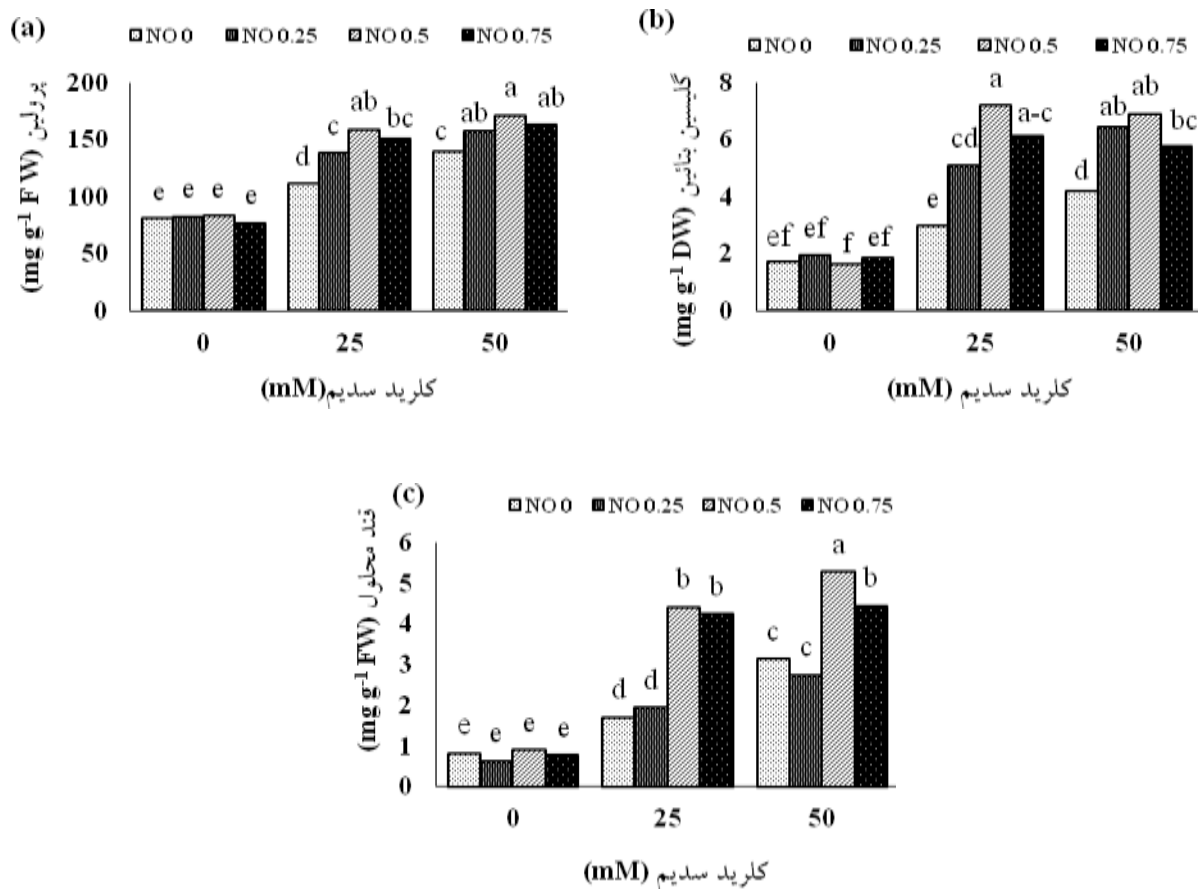 (a)
NO 0 NO 0.25 NO 0.5 NO 0.75
پرولین (mg g-1 FW)
200
150
100
50
0
e e e e
d c ab bc
c ab a ab
0 25 50
کلرید سدیم(mM)
(b)
NO 0 NO 0.25 NO 0.5 NO 0.75
گلیسین بتائین (mg g-1 DW)
8
6
4
2
0
ef ef f ef
e cd a a-c
d ab ab bc
0 25 50
کلرید سدیم (mM)
(c)
NO 0 NO 0.25 NO 0.5 NO 0.75
قند محلول (mg g-1 FW)
6
5
4
3
2
1
0
e e e e
d d b b
c c a b
0 25 50
کلرید سدیم (mM)